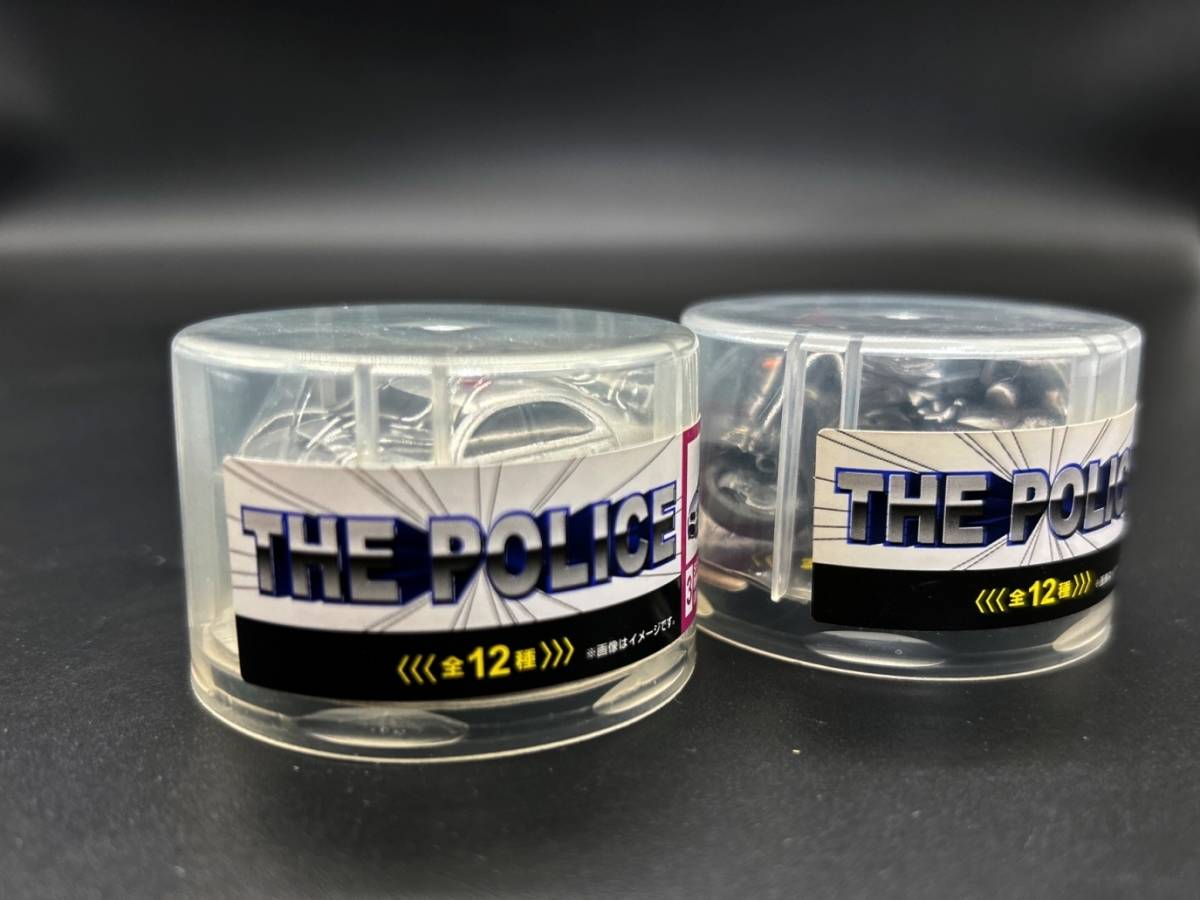 THE POLICE
《《全12種》》
※画像はイメージです。
3
THE POLIC
《《全12種》》